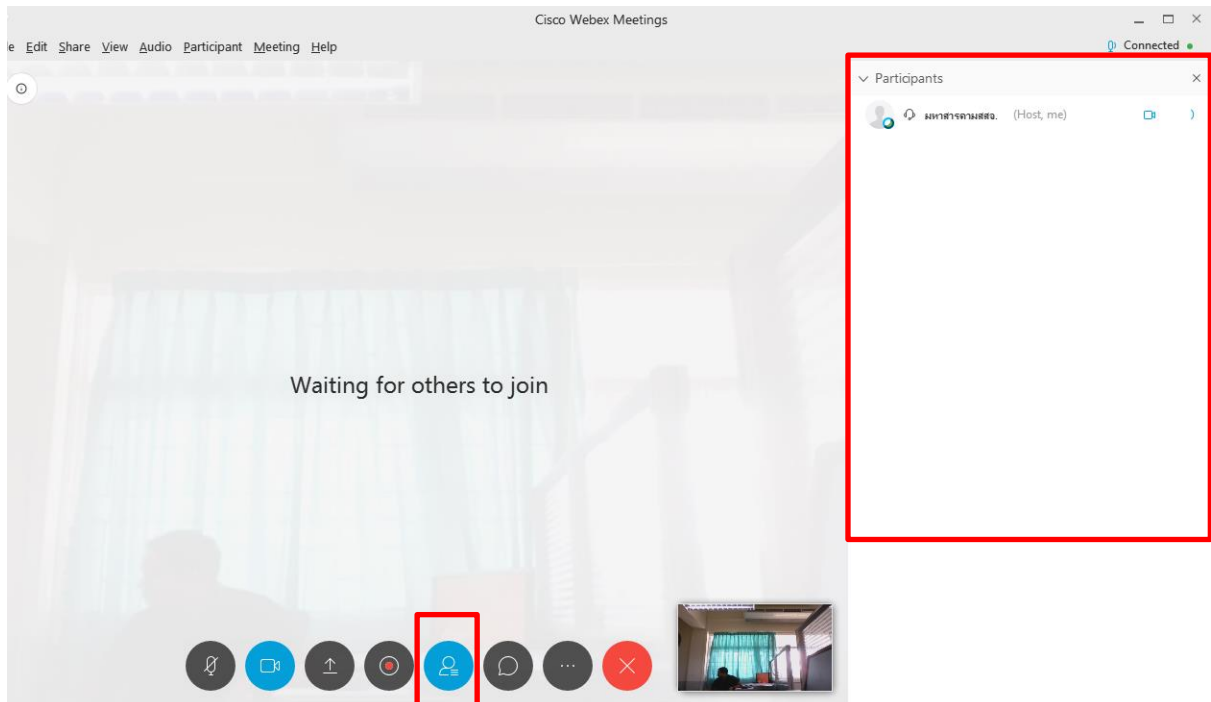 Cisco Webex Meetings
e Edit Share View Audio Participant Meeting Help
Connected
Participants
มหาสารคามสสจ. (Host, me)
Waiting for others to join